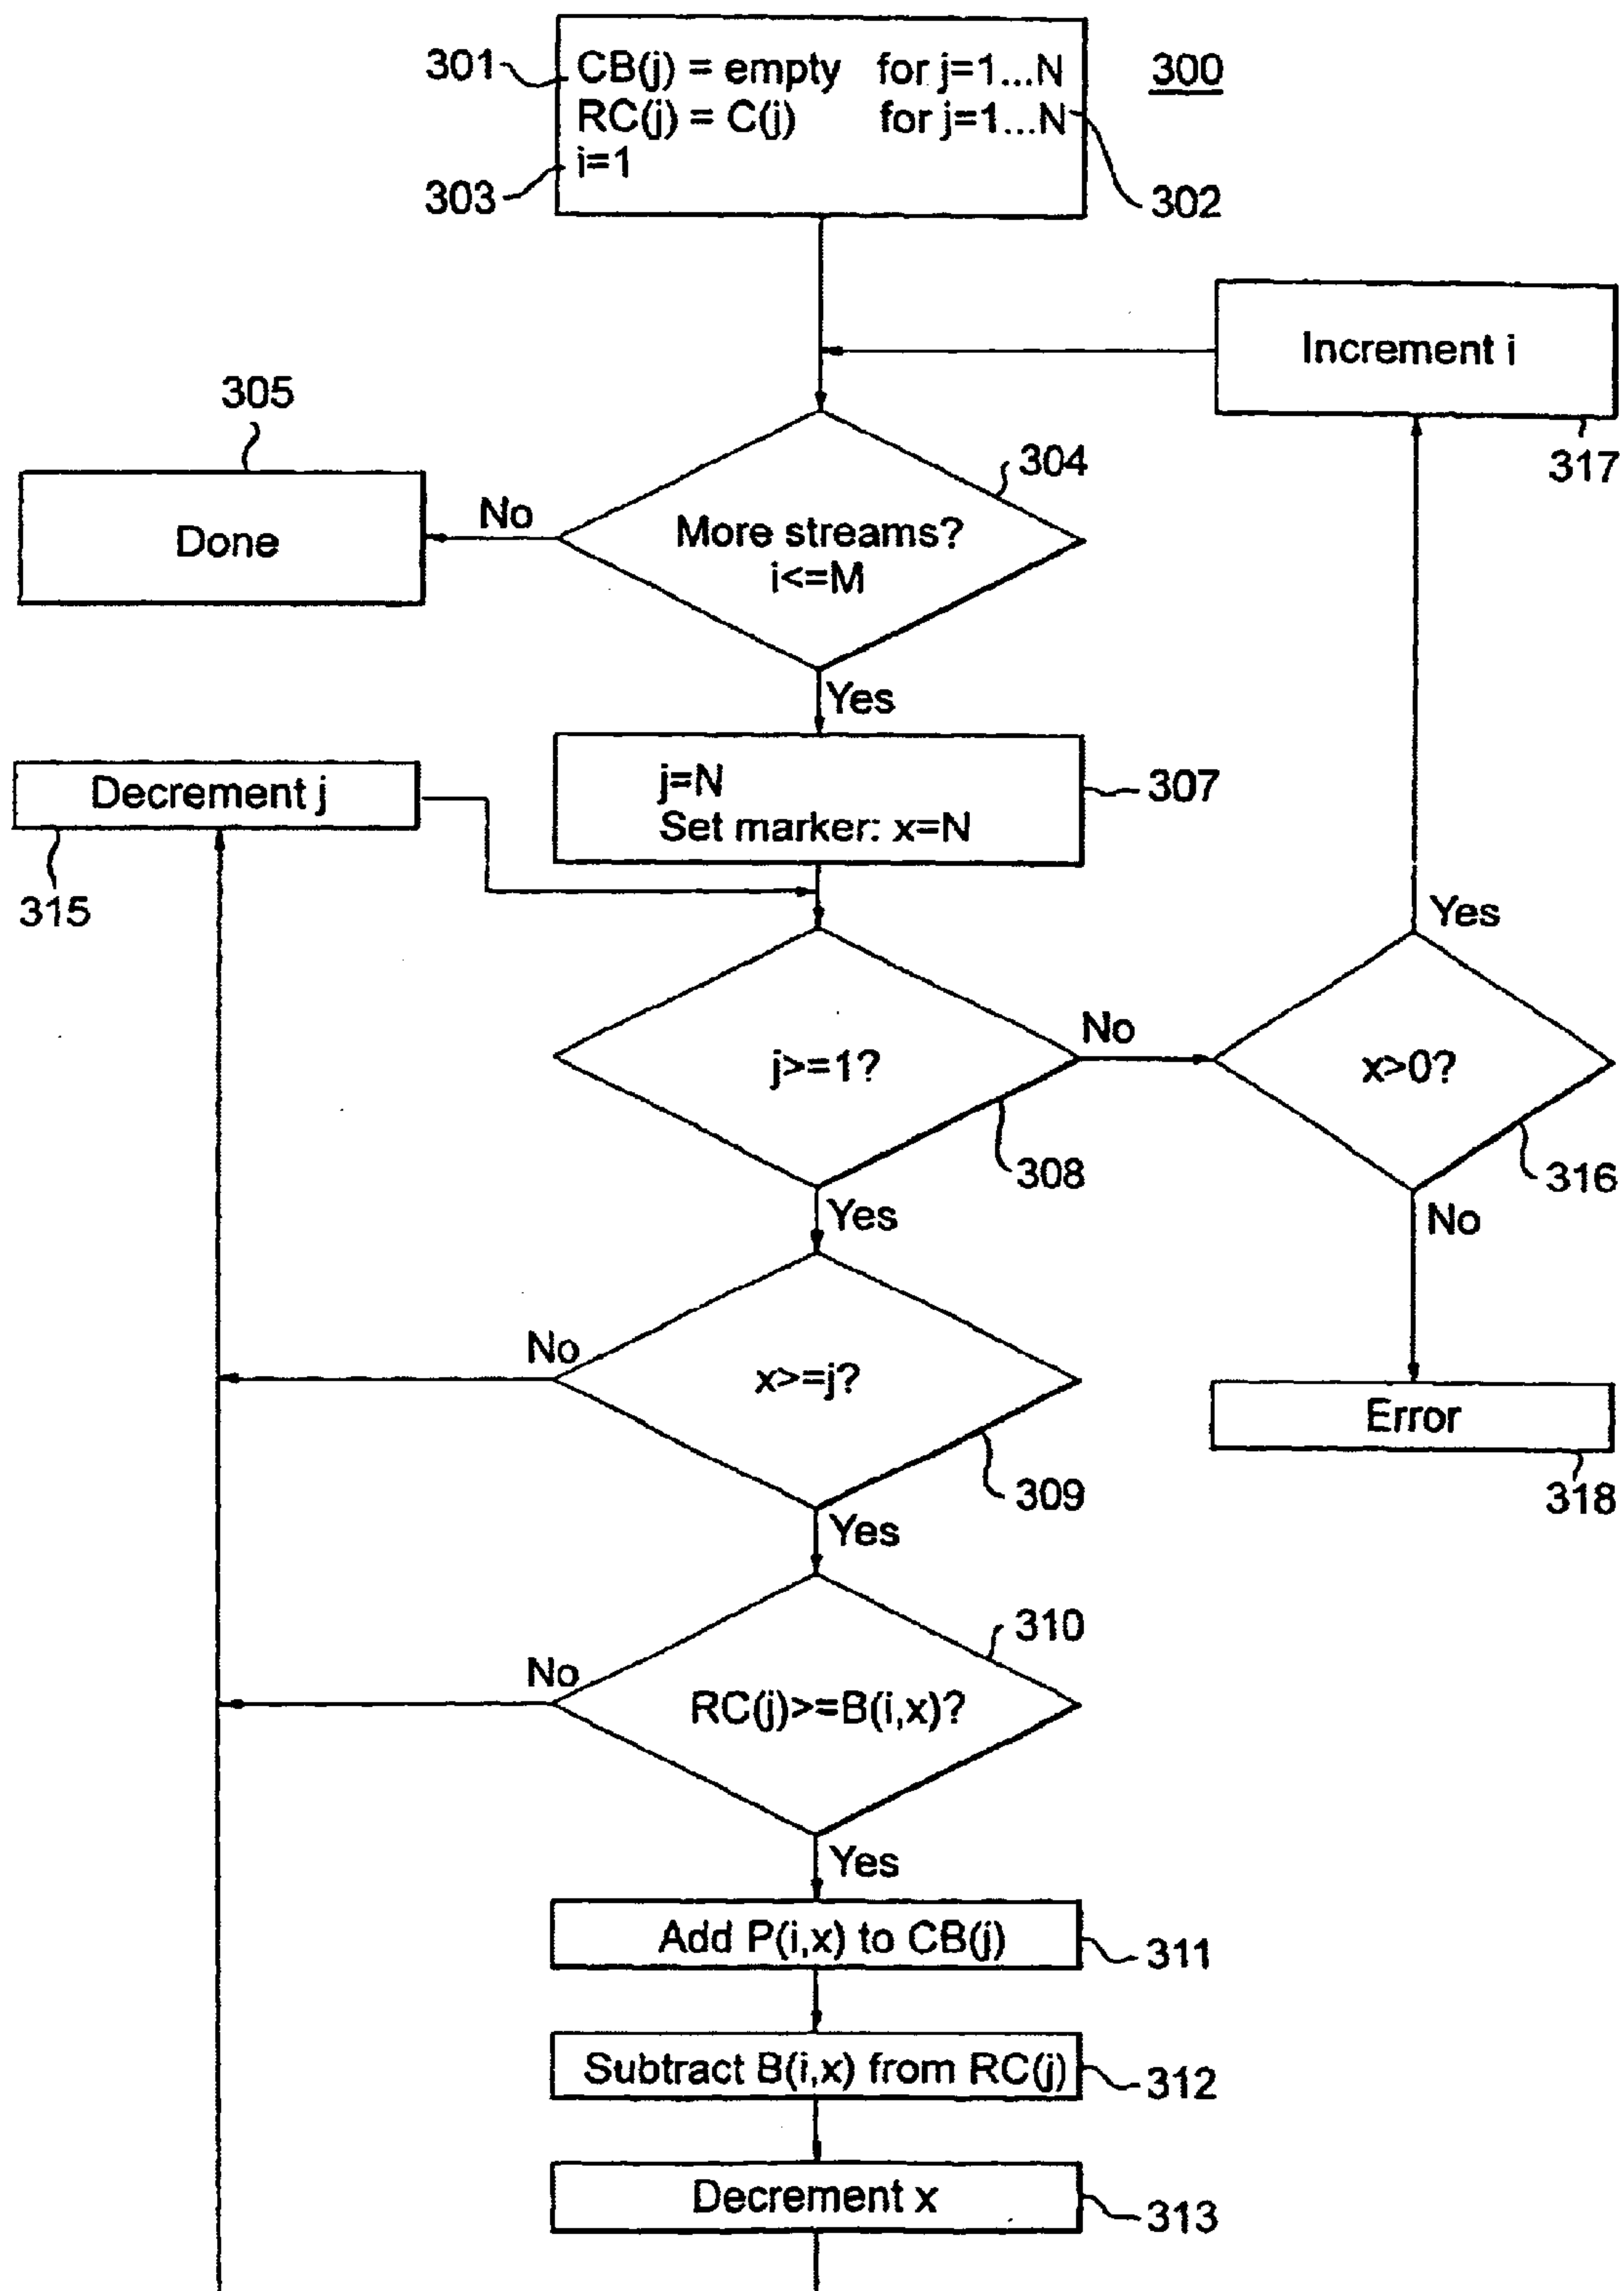 301
CB(j) = empty for j=1...N
300
RC(j) = C(j) for j=1...N
i=1
303
302
Increment i
317
305
Done
No
304
More streams?
i<=M
Yes
j=N
Set marker: x=N
307
Decrement j
315
Yes
j>=1?
No
x>0?
308
316
Yes
No
No
x>=j?
Error
309
318
Yes
310
No
RC(j)>=B(i,x)?
Yes
Add P(i,x) to CB(j)
311
Subtract B(i,x) from RC(j)
312
Decrement x
313